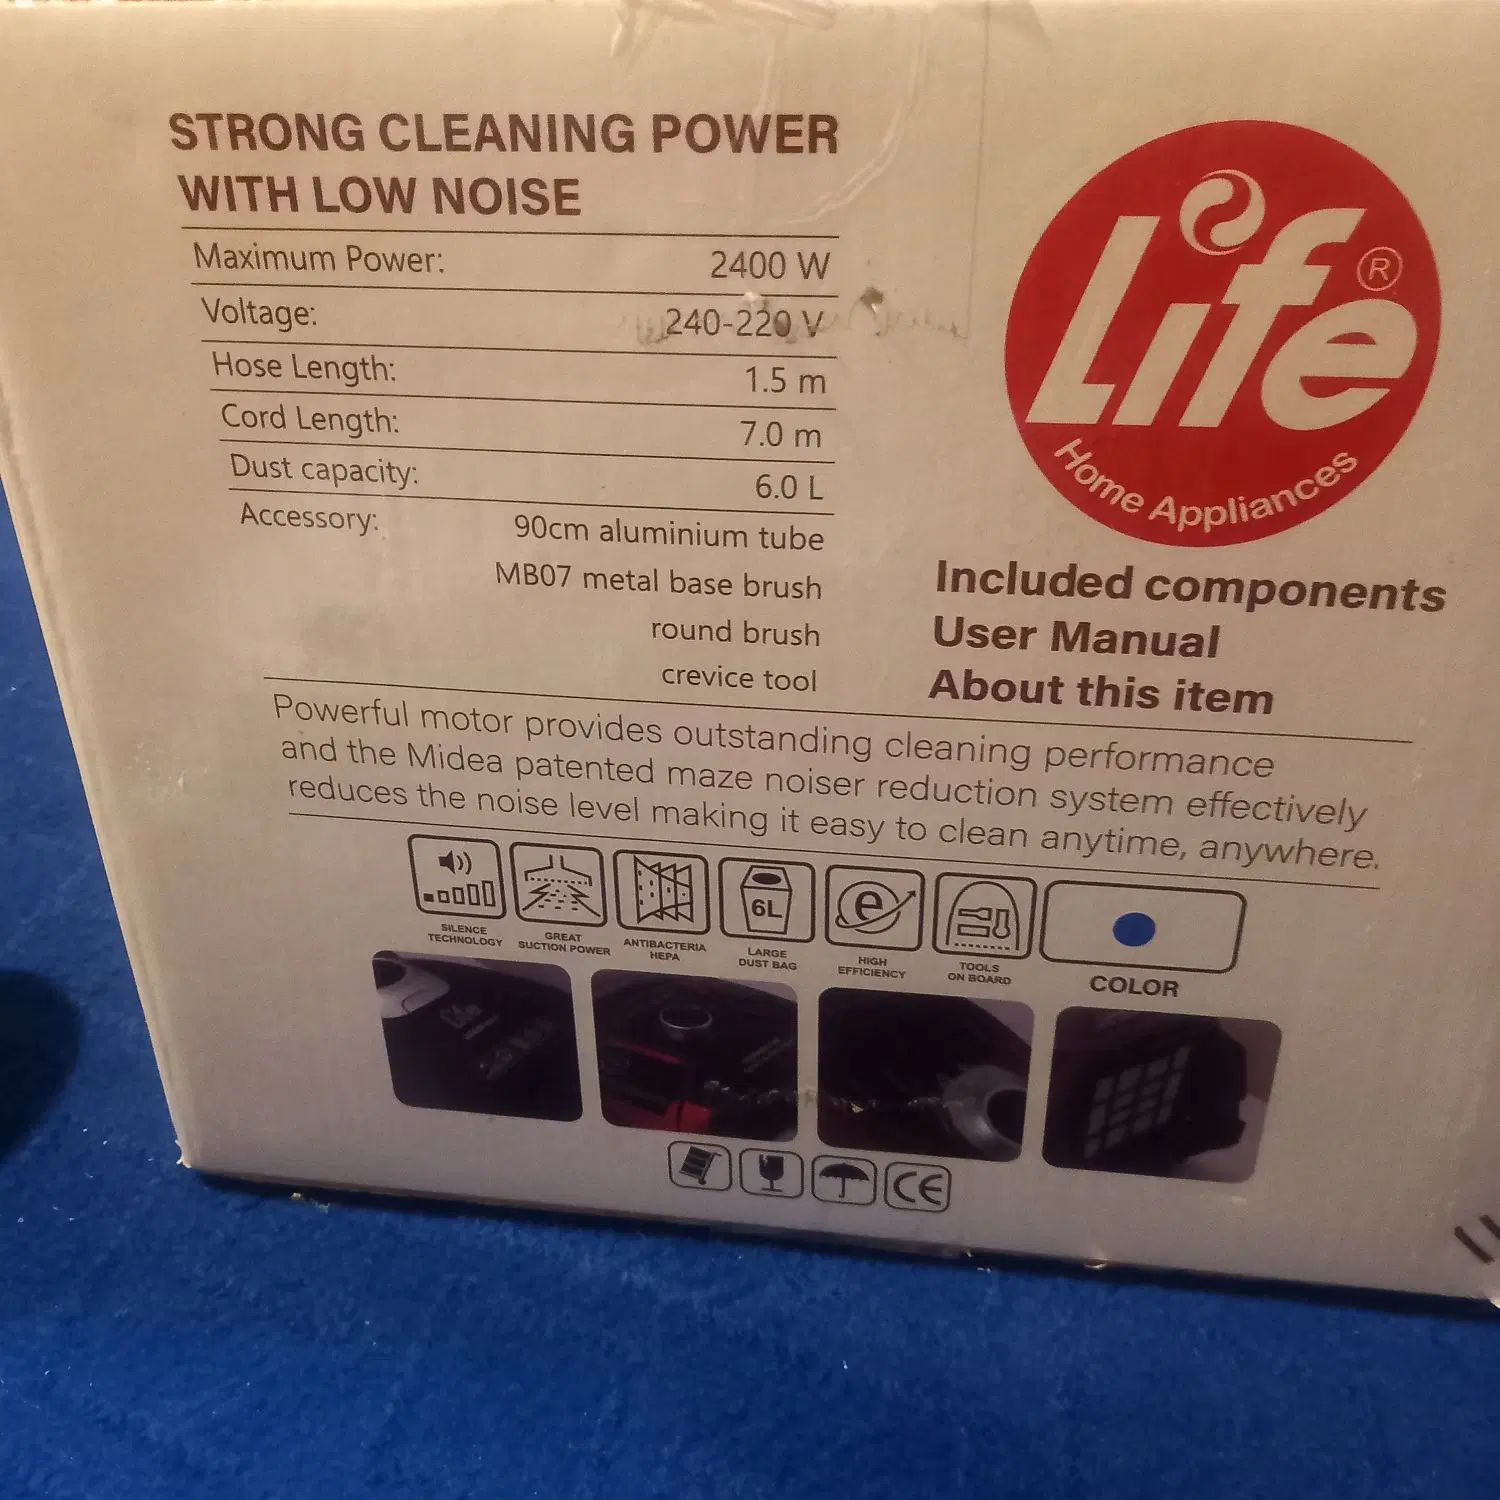 STRONG CLEANING POWER
WITH LOW NOISE
Maximum Power: 2400 W
Voltage: 240-220 V
Hose Length: 1.5 m
Cord Length: 7.0 m
Dust capacity: 6.0 L
Accessory: 90cm aluminium tube
MB07 metal base brush
round brush
crevice tool
Life ®
Home Appliances
Included components
User Manual
About this item
Powerful motor provides outstanding cleaning performance
and the Midea patented maze noiser reduction system effectively
reduces the noise level making it easy to clean anytime, anywhere.
6L
e
SILENCE
TECHNOLOGY
GREAT
SUCTION POWER
ANTIBACTERIA
HEPA
LARGE
DUST BAG
HIGH
EFFICIENCY
TOOLS
ON BOARD
COLOR
Life
CE